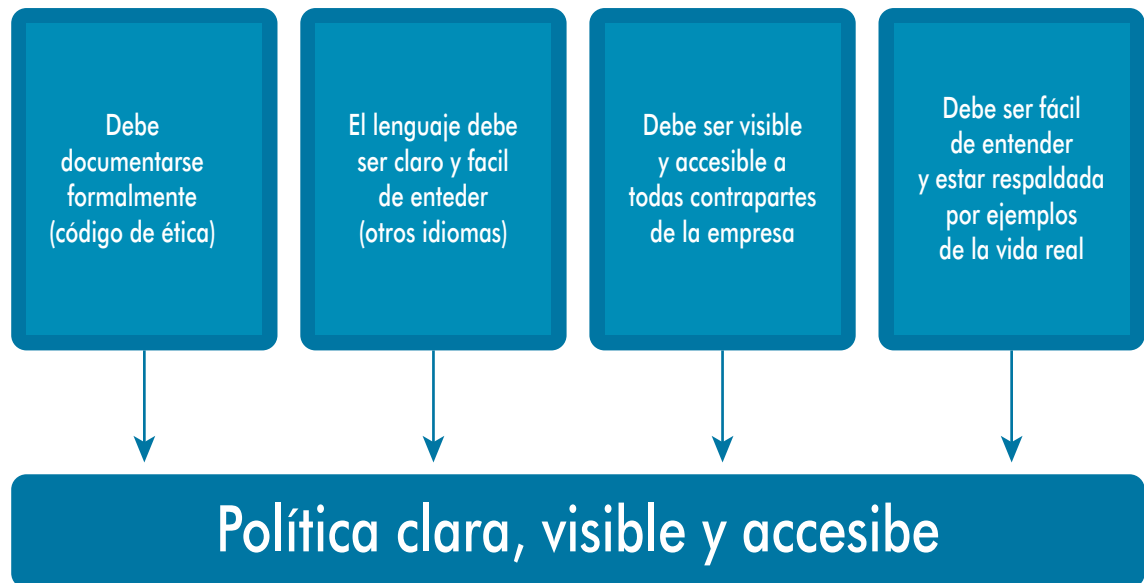 Debe
documentarse
formalmente
(código de ética)
El lenguaje debe
ser claro y facil
de enteder
(otros idiomas)
Debe ser visible
y accesible a
todas contrapartes
de la empresa
Debe ser fácil
de entender
y estar respaldada
por ejemplos
de la vida real
Política clara, visible y accesibe